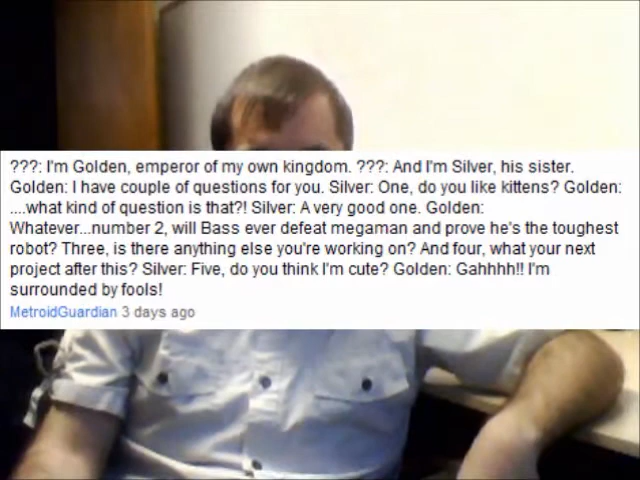 ???: I'm Golden, emperor of my own kingdom. ???: And I'm Silver, his sister.
Golden: I have couple of questions for you. Silver: One, do you like kittens? Golden:
....what kind of question is that?! Silver: A very good one. Golden:
Whatever...number 2, will Bass ever defeat megaman and prove he's the toughest
robot? Three, is there anything else you're working on? And four, what your next
project after this? Silver: Five, do you think I'm cute? Golden: Gahhhh!! I'm
surrounded by fools!
MetroidGuardian 3 days ago